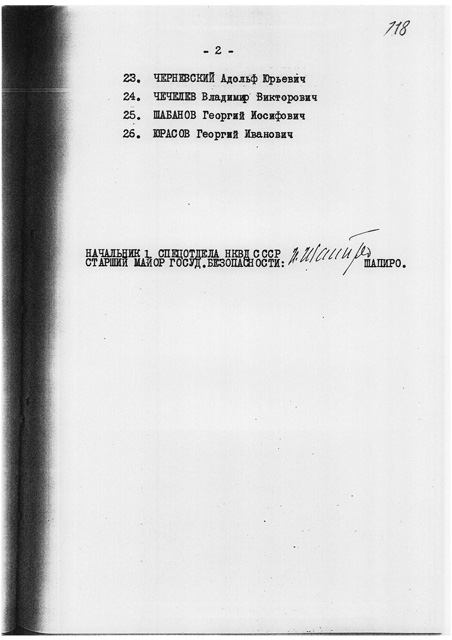 118
- 2 -
23. ЧЕРНЕВСКИЙ Адольф Юрьевич
24. ЧЕЧЕЛЕВ Владимир Викторович
25. ШАБАНОВ Георгий Иосифович
26. ЮРАСОВ Георгий Иванович
НАЧАЛЬНИК 1 СПЕЦОТДЕЛА НКВД СССР
СТАРШИЙ МАЙОР ГОСУД.БЕЗОПАСНОСТИ: ШАПИРО.